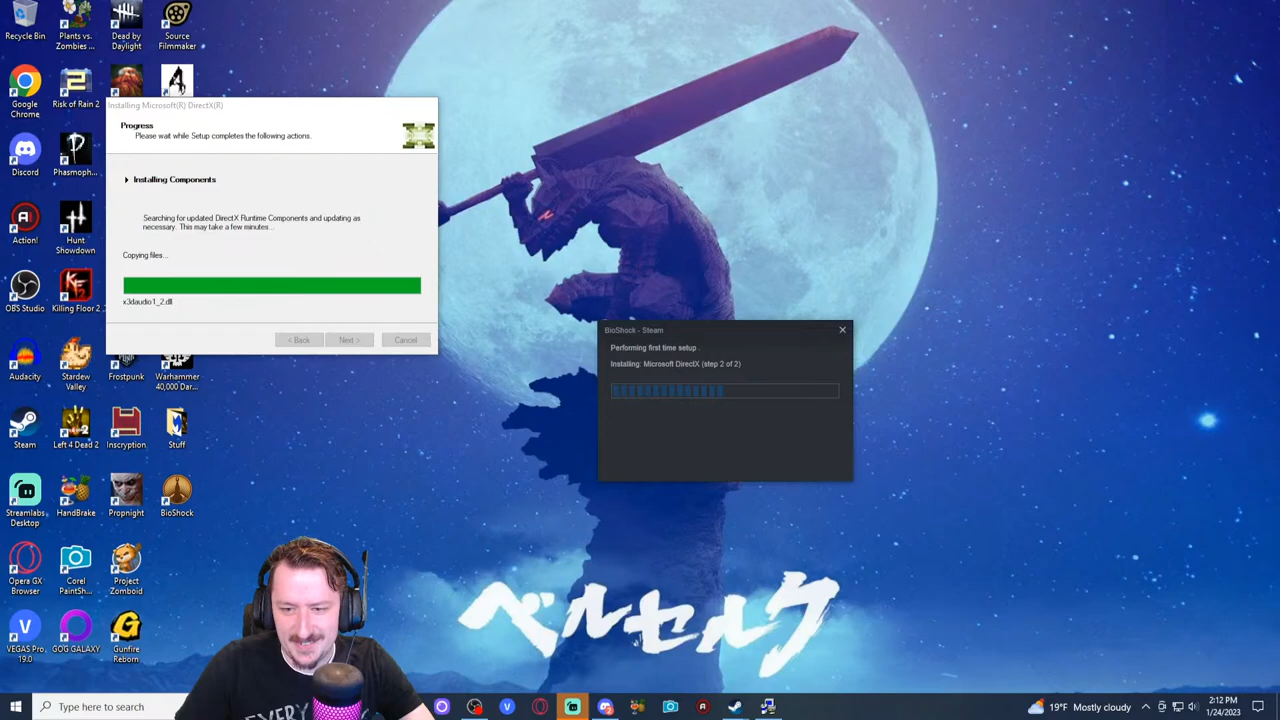 Recycle Bin
Plants vs. Zombies ...
Dead by Daylight
Source Filmmaker
Google Chrome
Risk of Rain 2
Installing Microsoft(R) DirectX(R)
Progress
Please wait while Setup completes the following actions.
Installing Components
Searching for updated DirectX Runtime Components and updating as
necessary. This may take a few minutes...
Copying files...
x3daudio1_2.dll
< Back
Next >
Cancel
Discord
Phasmoph...
Action!
Hunt Showdown
OBS Studio
Killing Floor 2
BioShock - Steam
Performing first time setup .
Installing: Microsoft DirectX (step 2 of 2)
Audacity
Stardew Valley
Frostpunk
Warhammer 40,000 Dar...
Steam
Left 4 Dead 2
Inscryption
Stuff
Streamlabs Desktop
HandBrake
Propnight
BioShock
Opera GX Browser
Corel PaintSh...
Project Zomboid
VEGAS Pro, 19.0
GOG GALAXY
Gunfire Reborn
ベルセルク
EVERY
Type here to search
19°F Mostly cloudy
2:12 PM
1/24/2023